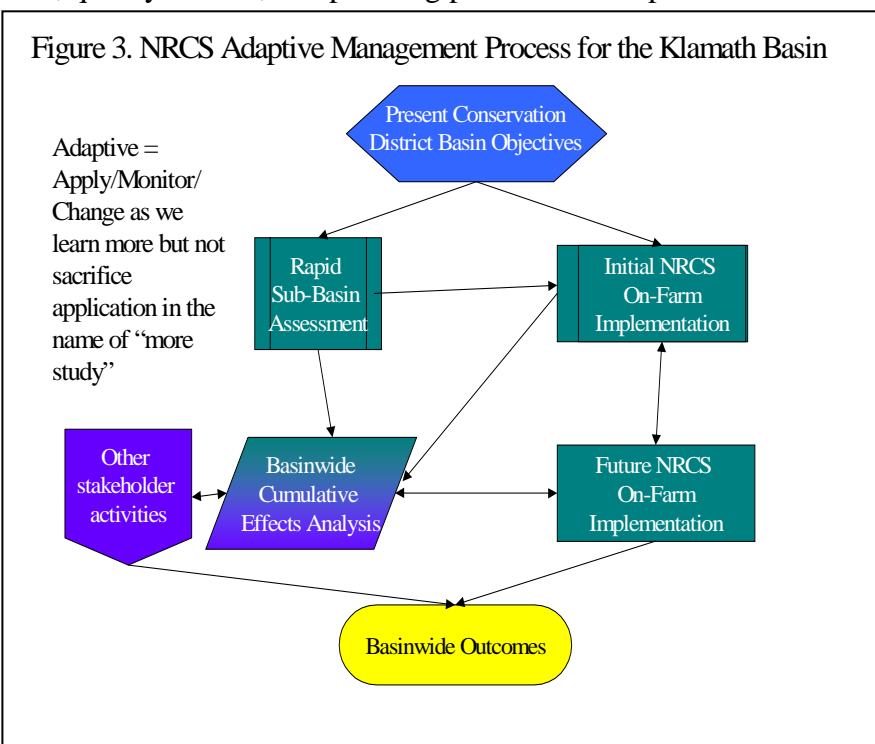 Figure 3. NRCS Adaptive Management Process for the Klamath Basin
Present Conservation
District Basin Objectives
Adaptive =
Apply/Monitor/
Change as we
learn more but not
sacrifice
application in the
name of “more
study”
Rapid
Sub-Basin
Assessment
Initial NRCS
On-Farm
Implementation
Other
stakeholder
activities
Basinwide
Cumulative
Effects Analysis
Future NRCS
On-Farm
Implementation
Basinwide Outcomes